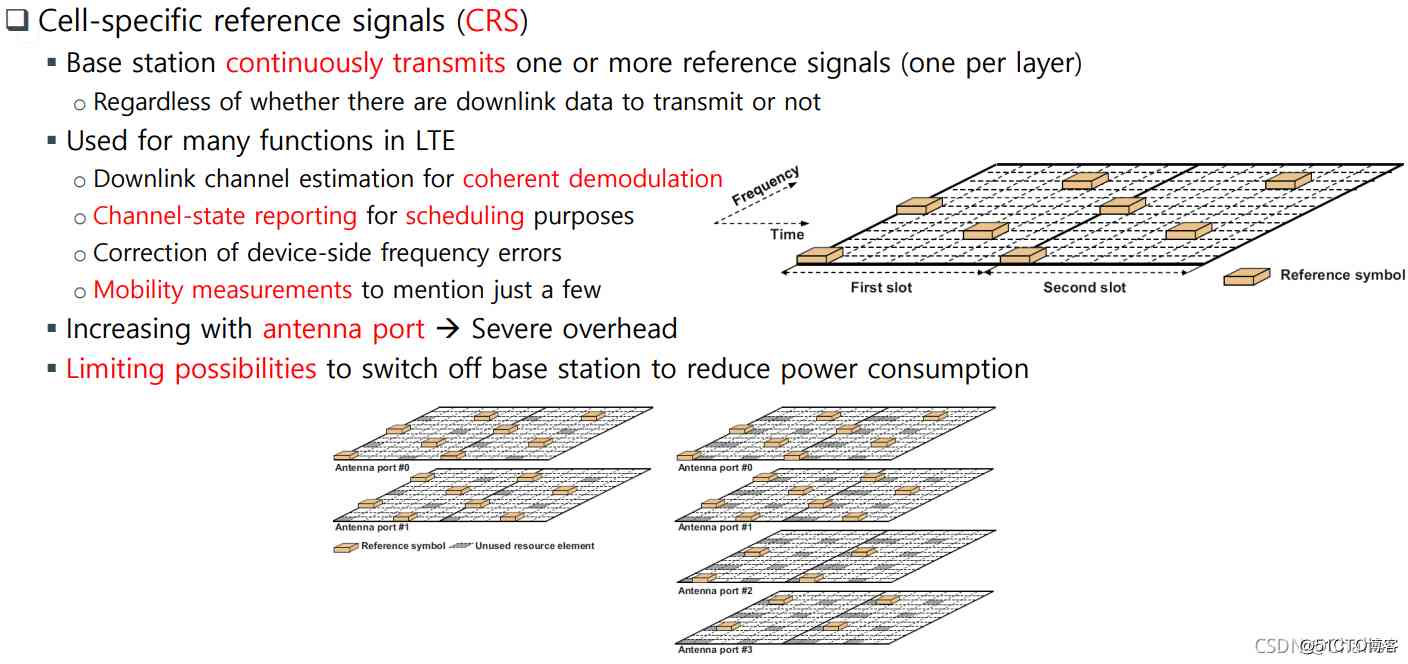 Cell-specific reference signals (CRS)
Base station continuously transmits one or more reference signals (one per layer)
Regardless of whether there are downlink data to transmit or not
Used for many functions in LTE
Downlink channel estimation for coherent demodulation
Channel-state reporting for scheduling purposes
Correction of device-side frequency errors
Mobility measurements to mention just a few
Frequency
Time
First slot
Second slot
Reference symbol
Increasing with antenna port → Severe overhead
Limiting possibilities to switch off base station to reduce power consumption
Antenna port #0
Antenna port #1
Reference symbol
Unused resource element
Antenna port #0
Antenna port #1
Antenna port #2
Antenna port #3
CSDN @51CTO博客